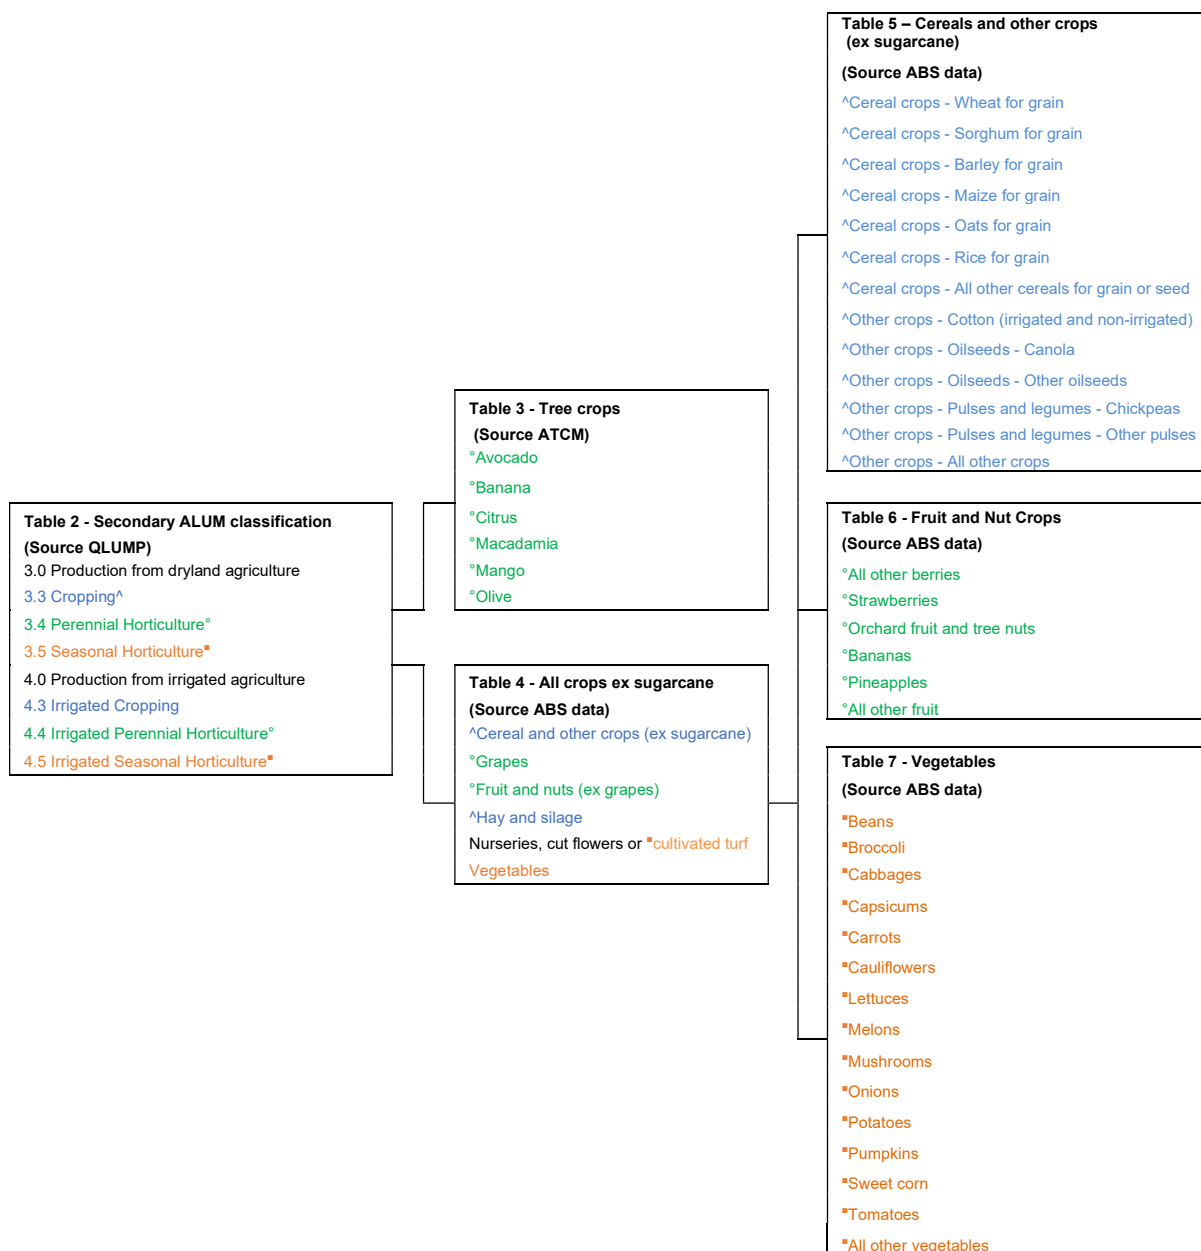 Table 5 – Cereals and other crops
(ex sugarcane)
(Source ABS data)
^Cereal crops - Wheat for grain
^Cereal crops - Sorghum for grain
^Cereal crops - Barley for grain
^Cereal crops - Maize for grain
^Cereal crops - Oats for grain
^Cereal crops - Rice for grain
^Cereal crops - All other cereals for grain or seed
^Other crops - Cotton (irrigated and non-irrigated)
^Other crops - Oilseeds - Canola
^Other crops - Oilseeds - Other oilseeds
^Other crops - Pulses and legumes - Chickpeas
^Other crops - Pulses and legumes - Other pulses
^Other crops - All other crops
Table 3 - Tree crops
(Source ATCM)
°Avocado
°Banana
°Citrus
°Macadamia
°Mango
°Olive
Table 2 - Secondary ALUM classification
(Source QLUMP)
3.0 Production from dryland agriculture
3.3 Cropping^
3.4 Perennial Horticulture°
3.5 Seasonal Horticulture■
4.0 Production from irrigated agriculture
4.3 Irrigated Cropping
4.4 Irrigated Perennial Horticulture°
4.5 Irrigated Seasonal Horticulture■
Table 4 - All crops ex sugarcane
(Source ABS data)
^Cereal and other crops (ex sugarcane)
°Grapes
°Fruit and nuts (ex grapes)
^Hay and silage
Nurseries, cut flowers or ■cultivated turf
Vegetables
Table 6 - Fruit and Nut Crops
(Source ABS data)
°All other berries
°Strawberries
°Orchard fruit and tree nuts
°Bananas
°Pineapples
°All other fruit
Table 7 - Vegetables
(Source ABS data)
■Beans
■Broccoli
■Cabbages
■Capsicums
■Carrots
■Cauliflowers
■Lettuces
■Melons
■Mushrooms
■Onions
■Potatoes
■Pumpkins
■Sweet corn
■Tomatoes
■All other vegetables